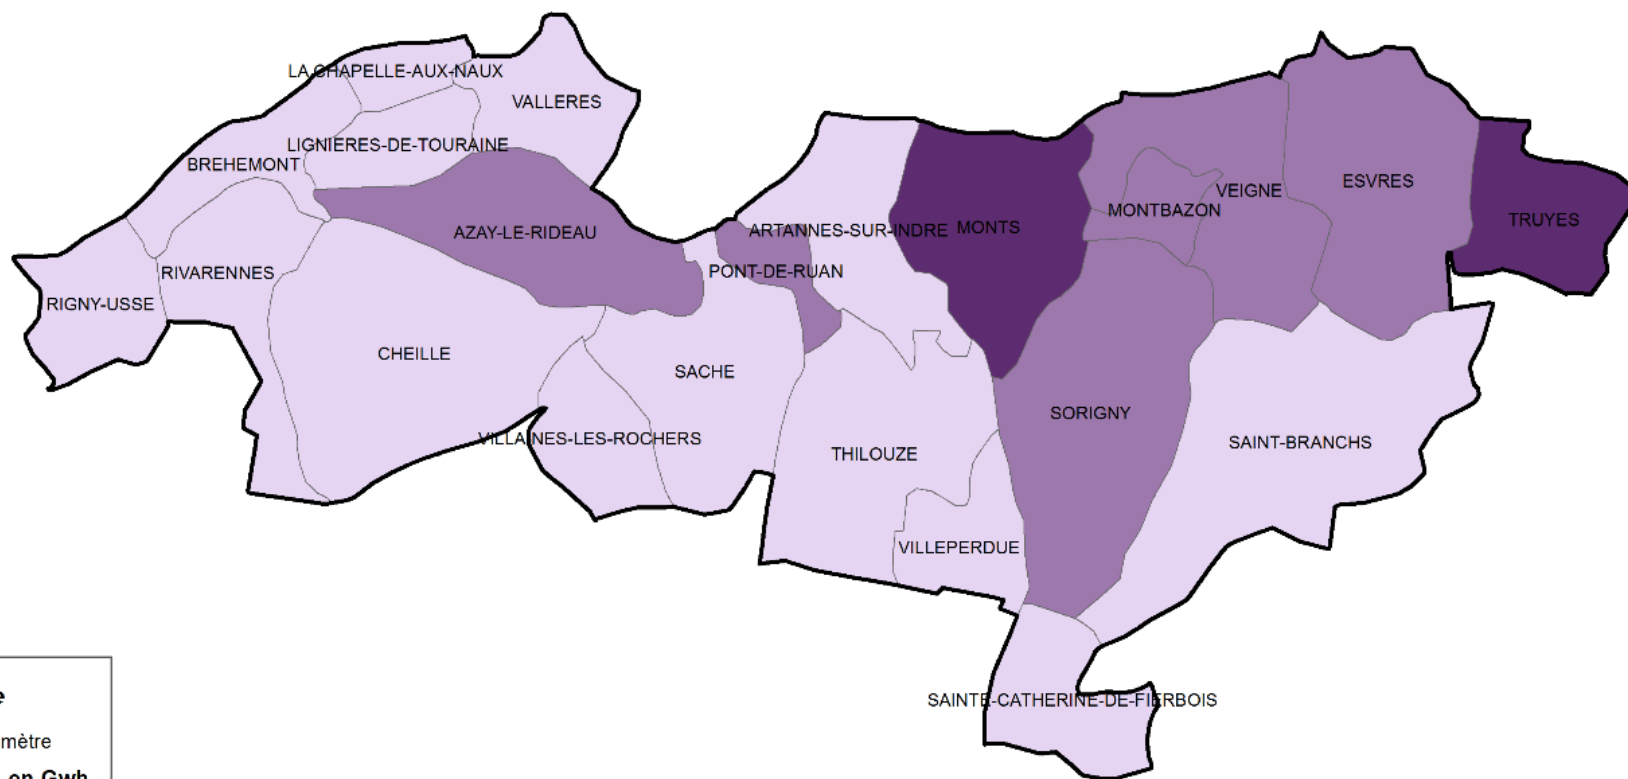 LA CHAPELLE-AUX-NAUX
VALLERES
LIGNIERES-DE-TOURAINE
BREHEMONT
AZAY-LE-RIDEAU
ARTANNES-SUR-INDRE
MONTS
MONTBAZON
VEIGNE
ESVRES
TRUYES
PONT-DE-RUAN
RIVARENNES
RIGNY-USSE
CHEILLE
SACHE
SORIGNY
VILLAINES-LES-ROCHERS
THILOUZE
SAINT-BRANCHS
VILLEPERDUE
SAINTE-CATHERINE-DE-FIERBOIS
e
mètre
en Gwh